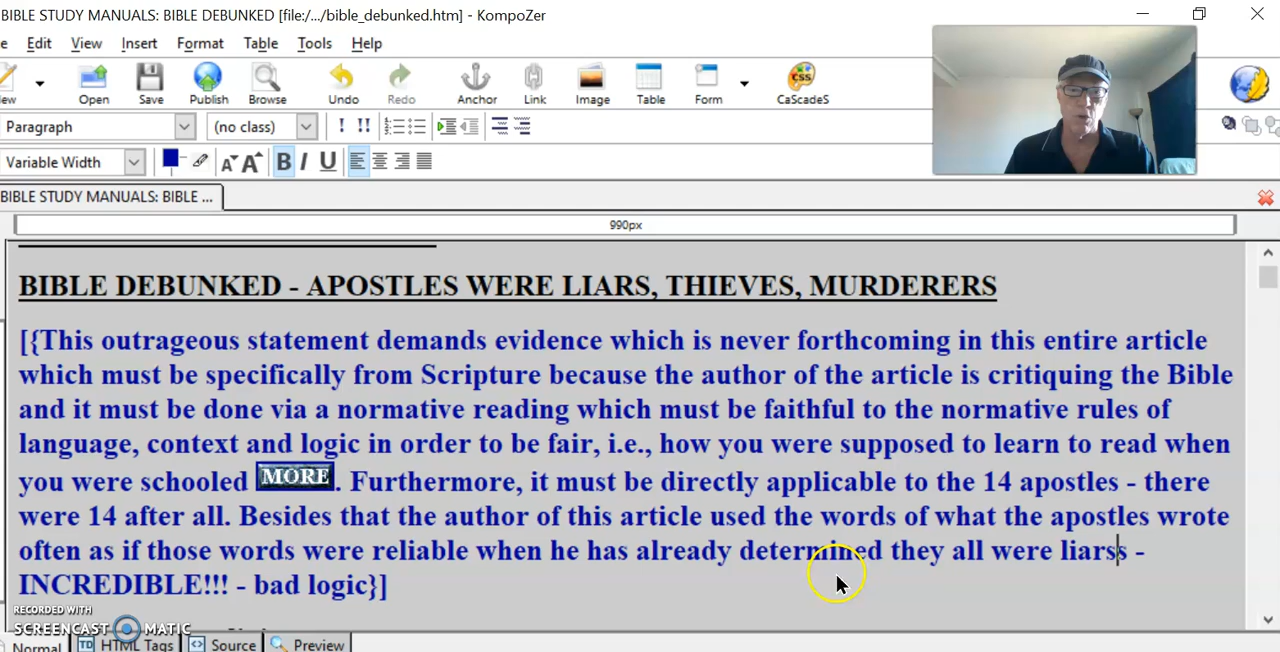 BIBLE STUDY MANUALS: BIBLE DEBUNKED [file:/.../bible_debunked.htm] - KompoZer
e Edit View Insert Format Table Tools Help
ew Open Save Publish Browse Undo Redo Anchor Link Image Table Form CaScadeS
Paragraph (no class) ! !!
Variable Width B I U
BIBLE STUDY MANUALS: BIBLE ...
990px
BIBLE DEBUNKED - APOSTLES WERE LIARS, THIEVES, MURDERERS
[{This outrageous statement demands evidence which is never forthcoming in this entire article
which must be specifically from Scripture because the author of the article is critiquing the Bible
and it must be done via a normative reading which must be faithful to the normative rules of
language, context and logic in order to be fair, i.e., how you were supposed to learn to read when
you were schooled MORE. Furthermore, it must be directly applicable to the 14 apostles - there
were 14 after all. Besides that the author of this article used the words of what the apostles wrote
often as if those words were reliable when he has already determined they all were liarss -
INCREDIBLE!!! - bad logic}]
RECORDED WITH
SCREENCAST MATIC
Normal TD HTML Tags Source Preview